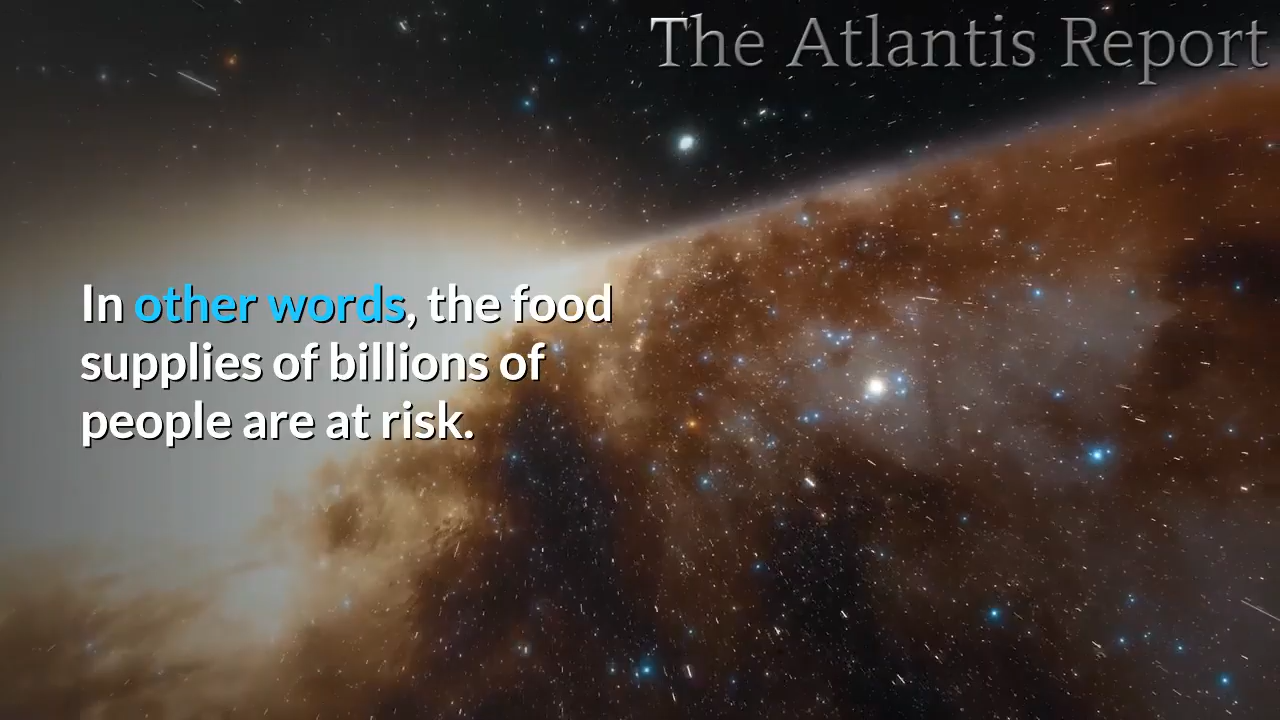 The Atlantis Report
In other words, the food
supplies of billions of
people are at risk.